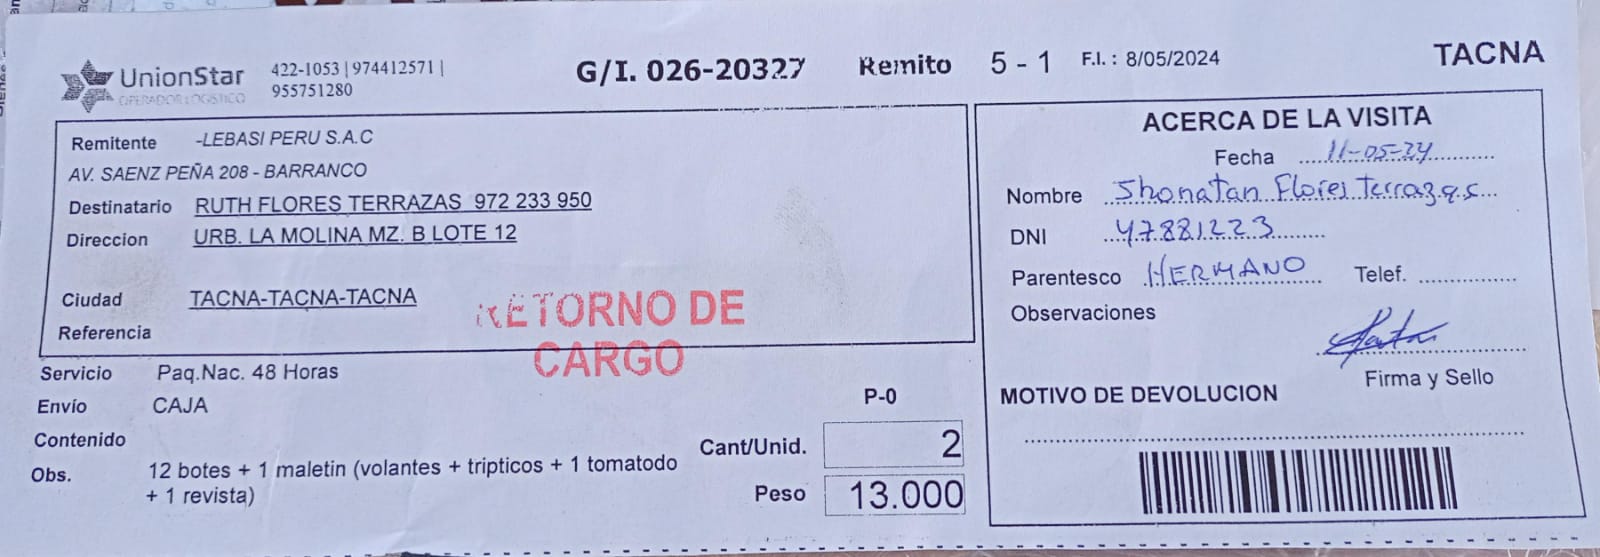 UnionStar
OPERADOR LOGISTICO
422-1053 | 974412571 |
955751280
G/I. 026-20327 Remito 5 - 1 F.I. : 8/05/2024 TACNA
Remitente -LEBASI PERU S.A.C
AV. SAENZ PEÑA 208 - BARRANCO
Destinatario RUTH FLORES TERRAZAS 972 233 950
Direccion URB. LA MOLINA MZ. B LOTE 12
Ciudad TACNA-TACNA-TACNA
Referencia
RETORNO DE
CARGO
Servicio Paq.Nac. 48 Horas
Envío CAJA
Contenido
Obs. 12 botes + 1 maletin (volantes + tripticos + 1 tomatodo
+ 1 revista)
P-0
Cant/Unid. 2
Peso 13.000
ACERCA DE LA VISITA
Fecha 11-05-24
Nombre Jhonatan Flores Terrazas
DNI 47881223
Parentesco HERMANO Telef.
Observaciones
Firma y Sello
MOTIVO DE DEVOLUCION